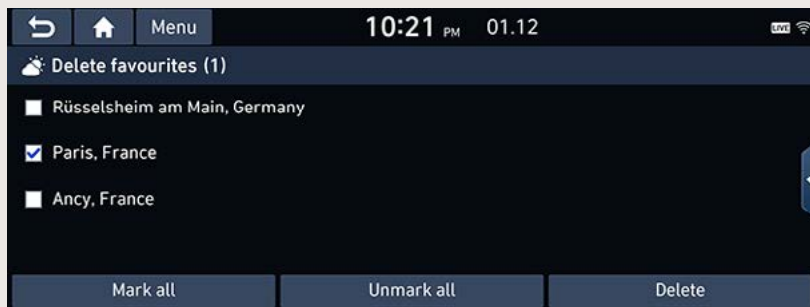 Menu 10:21 PM 01.12 LIVE
Delete favourites (1)
Rüsselsheim am Main, Germany
Paris, France
Ancy, France
Mark all Unmark all Delete